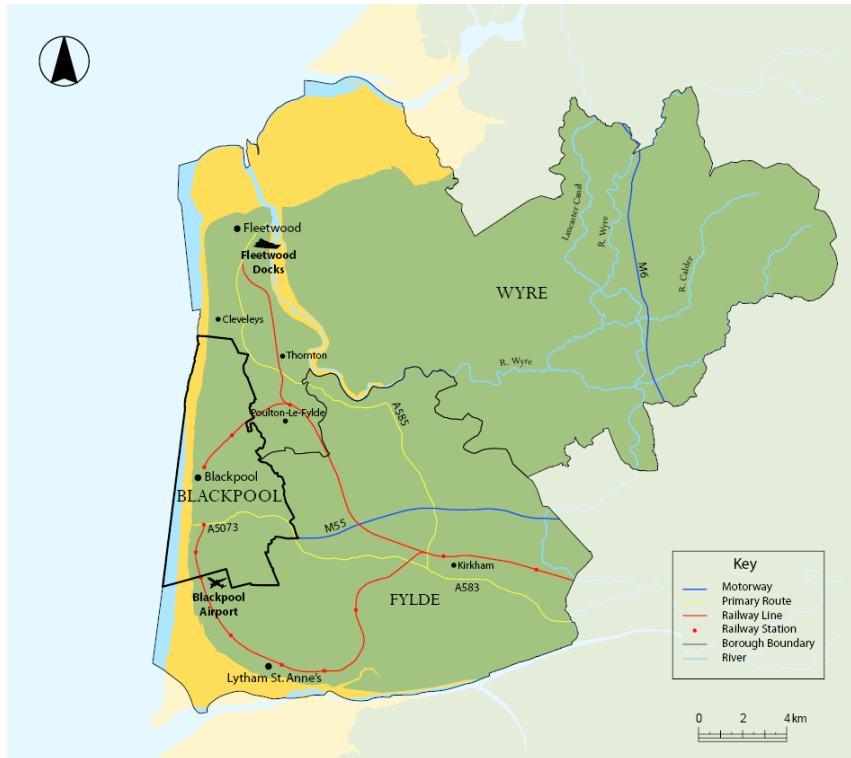 Fleetwood
Fleetwood
Docks
Cleveleys
Thornton
Poulton-Le-Fylde
Blackpool
BLACKPOOL
A5073
Blackpool
Airport
Lytham St. Anne's
WYRE
Lancaster Canal
R. Wyre
M6
R. Calder
R. Wyre
A585
M55
Kirkham
A583
FYLDE
Key
Motorway
Primary Route
Railway Line
Railway Station
Borough Boundary
River
0 2 4 km